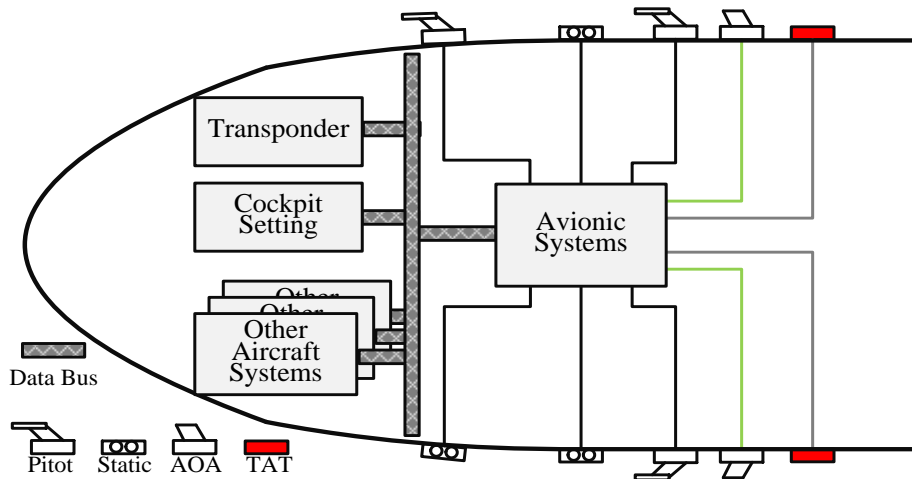 Transponder
Cockpit
Setting
Avionic
Systems
Other
Other
Other
Aircraft
Systems
Data Bus
Pitot
Static
AOA
TAT